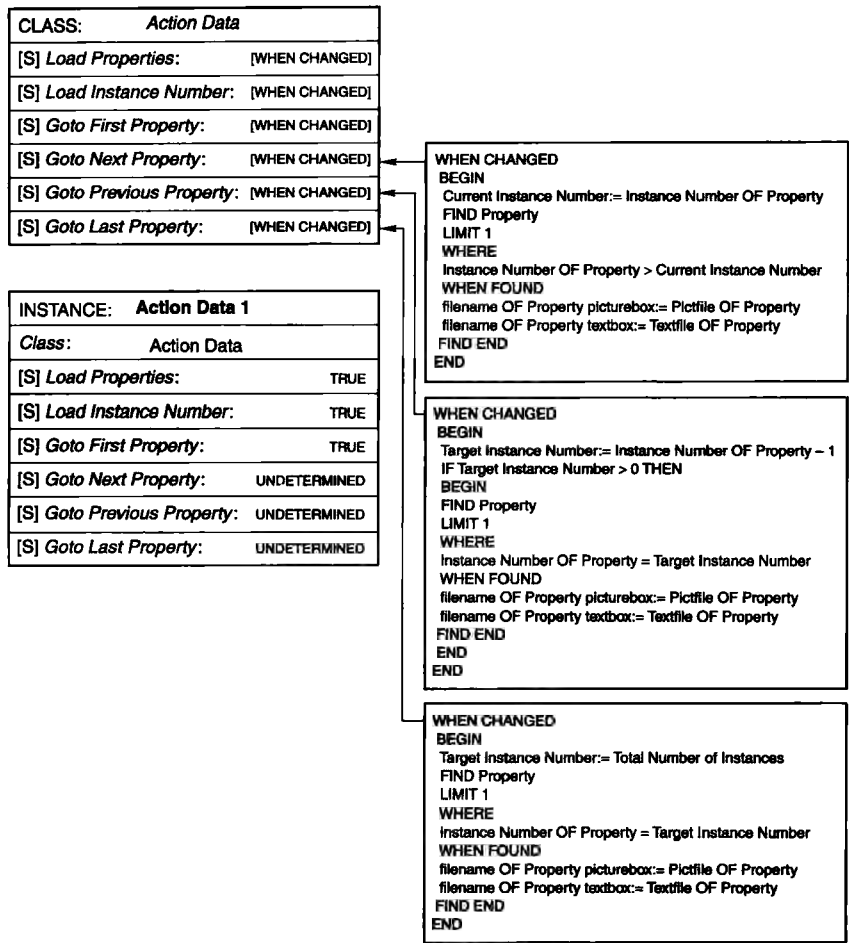 CLASS: Action Data
[S] Load Properties: [WHEN CHANGED]
[S] Load Instance Number: [WHEN CHANGED]
[S] Goto First Property: [WHEN CHANGED]
[S] Goto Next Property: [WHEN CHANGED]
[S] Goto Previous Property: [WHEN CHANGED]
[S] Goto Last Property: [WHEN CHANGED]
INSTANCE: Action Data 1
Class: Action Data
[S] Load Properties: TRUE
[S] Load Instance Number: TRUE
[S] Goto First Property: TRUE
[S] Goto Next Property: UNDETERMINED
[S] Goto Previous Property: UNDETERMINED
[S] Goto Last Property: UNDETERMINED
WHEN CHANGED
BEGIN
Current Instance Number:= Instance Number OF Property
FIND Property
LIMIT 1
WHERE
Instance Number OF Property > Current Instance Number
WHEN FOUND
filename OF Property picturebox:= Pictfile OF Property
filename OF Property textbox:= Textfile OF Property
FIND END
END
WHEN CHANGED
BEGIN
Target Instance Number:= Instance Number OF Property – 1
IF Target Instance Number > 0 THEN
BEGIN
FIND Property
LIMIT 1
WHERE
Instance Number OF Property = Target Instance Number
WHEN FOUND
filename OF Property picturebox:= Pictfile OF Property
filename OF Property textbox:= Textfile OF Property
FIND END
END
END
WHEN CHANGED
BEGIN
Target Instance Number:= Total Number of Instances
FIND Property
LIMIT 1
WHERE
Instance Number OF Property = Target Instance Number
WHEN FOUND
filename OF Property picturebox:= Pictfile OF Property
filename OF Property textbox:= Textfile OF Property
FIND END
END